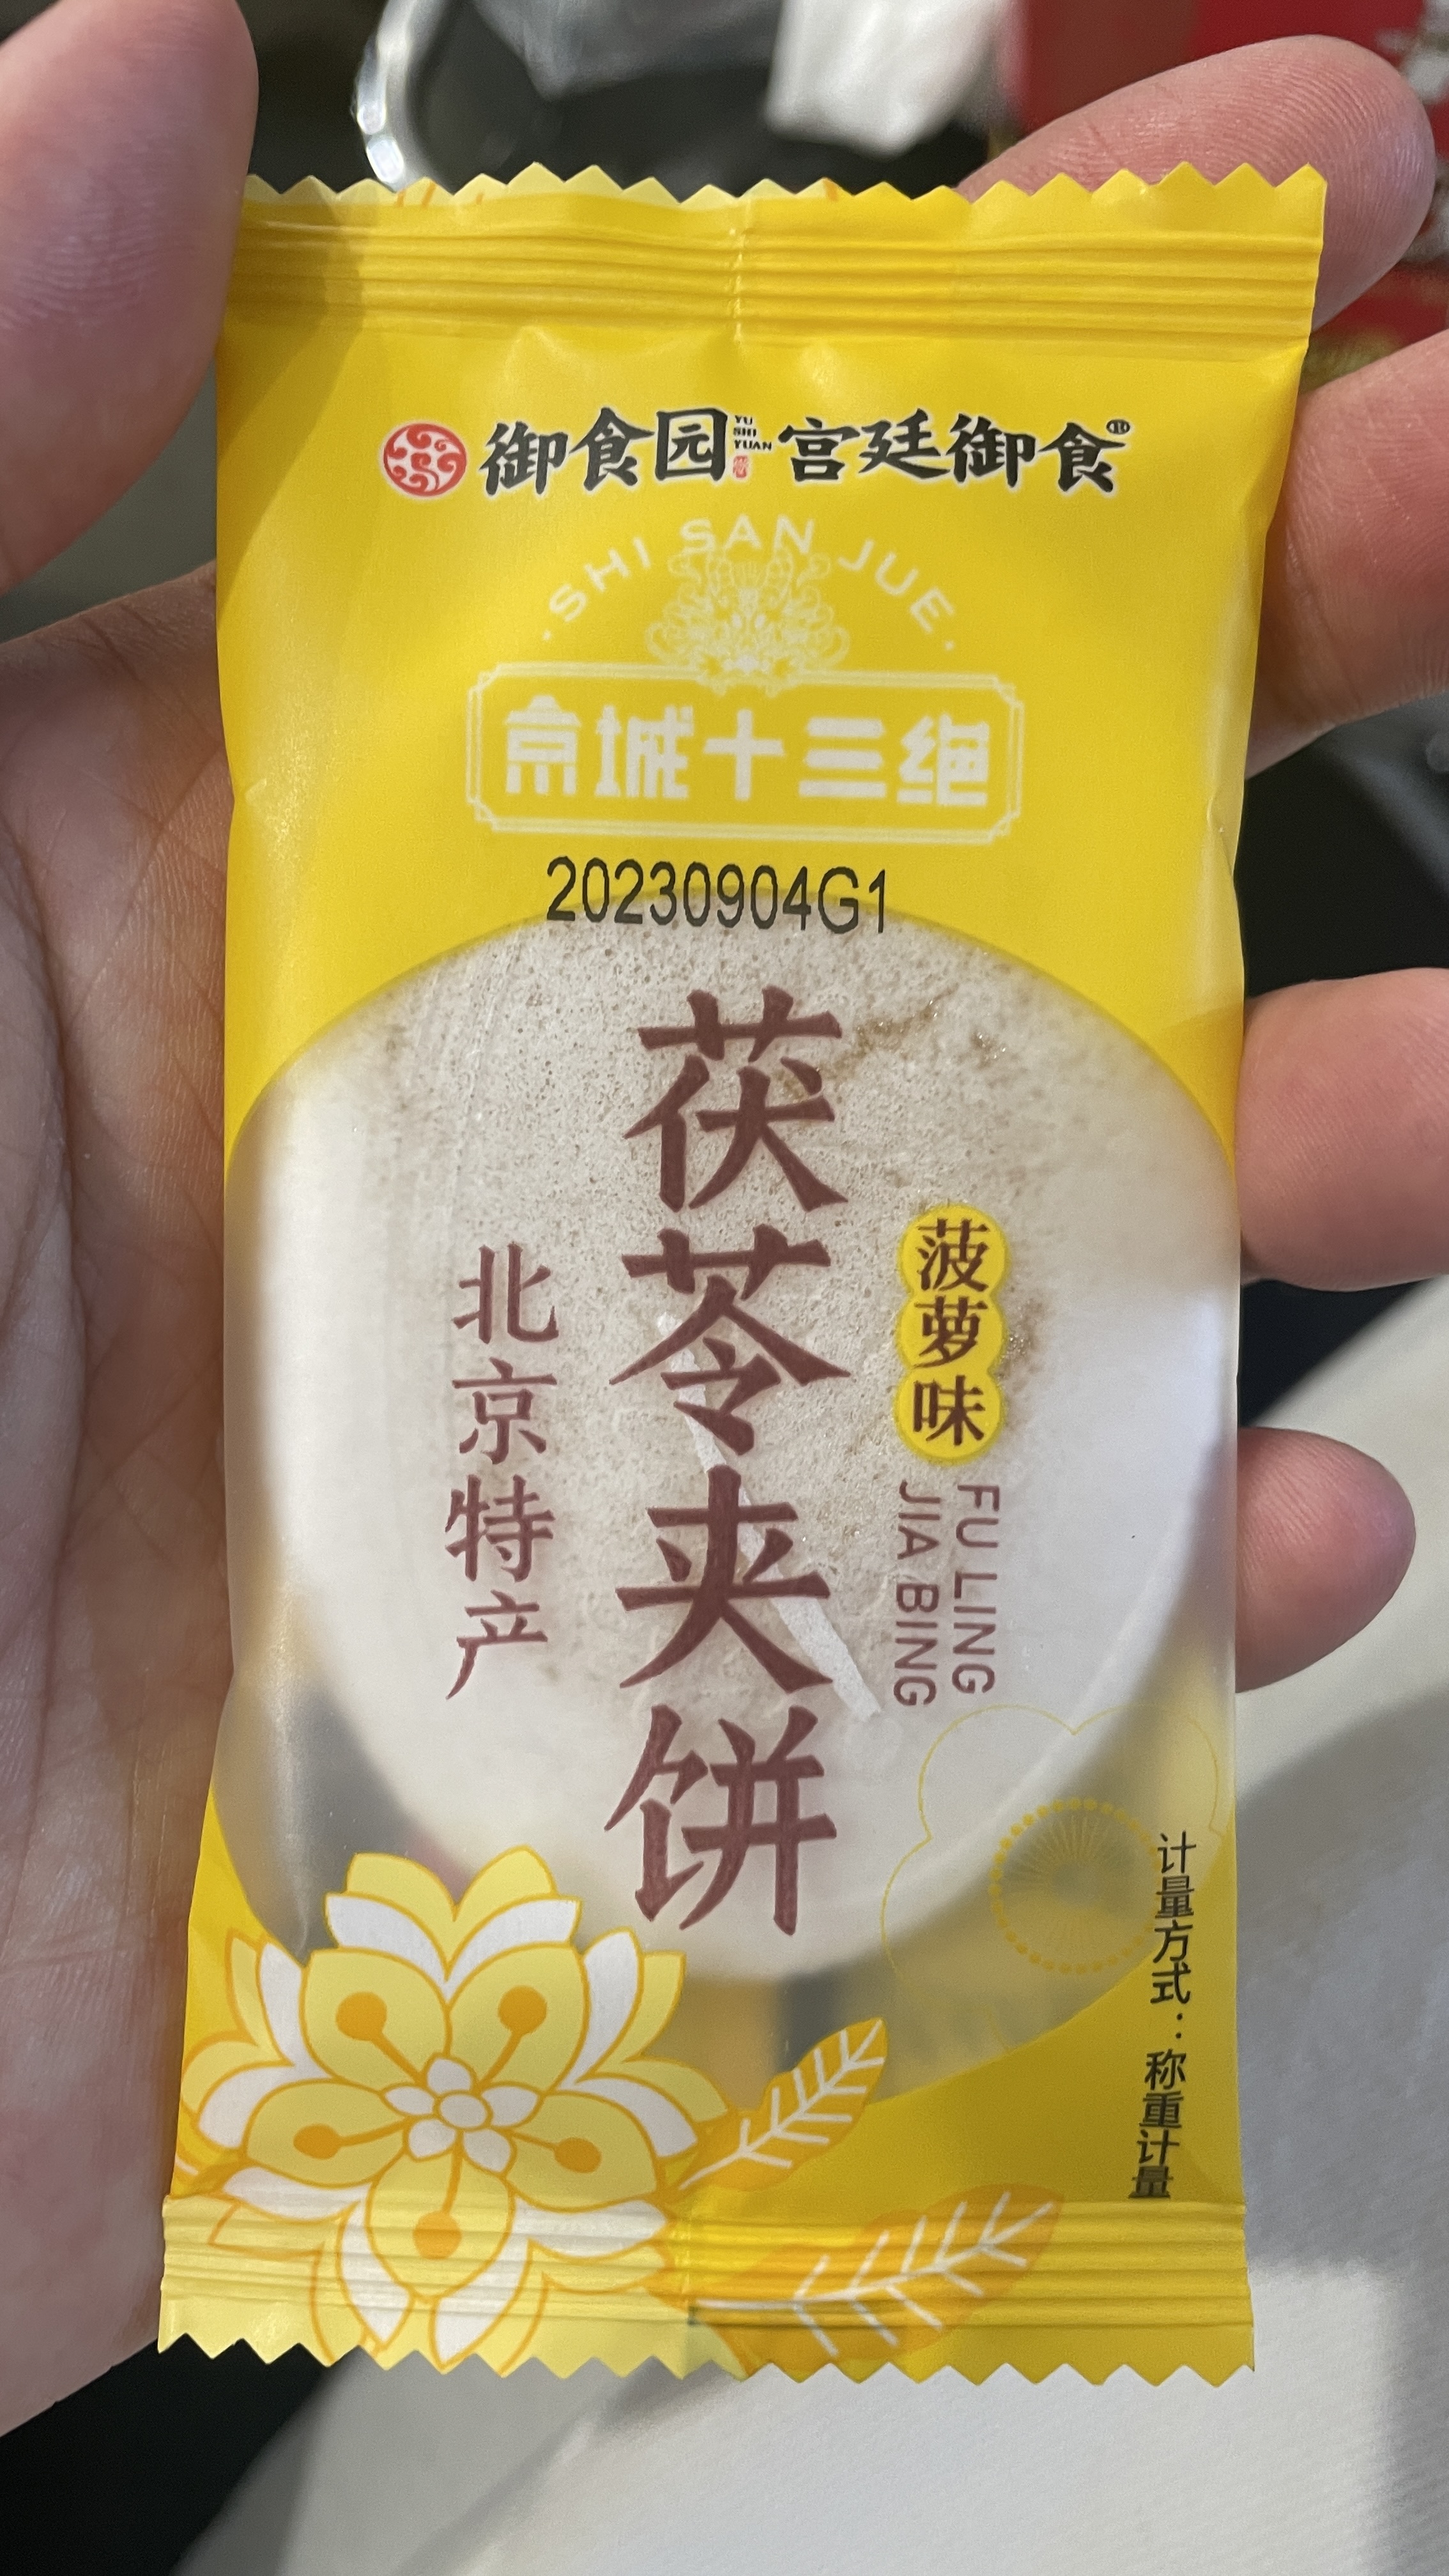 御食园 YU SHI YUAN 宫廷御食®
·SHI SAN JUE·
京城十三绝
20230904G1
茯苓夹饼
菠萝味
FU LING
JIA BING
北京特产
计量方式：称重计量